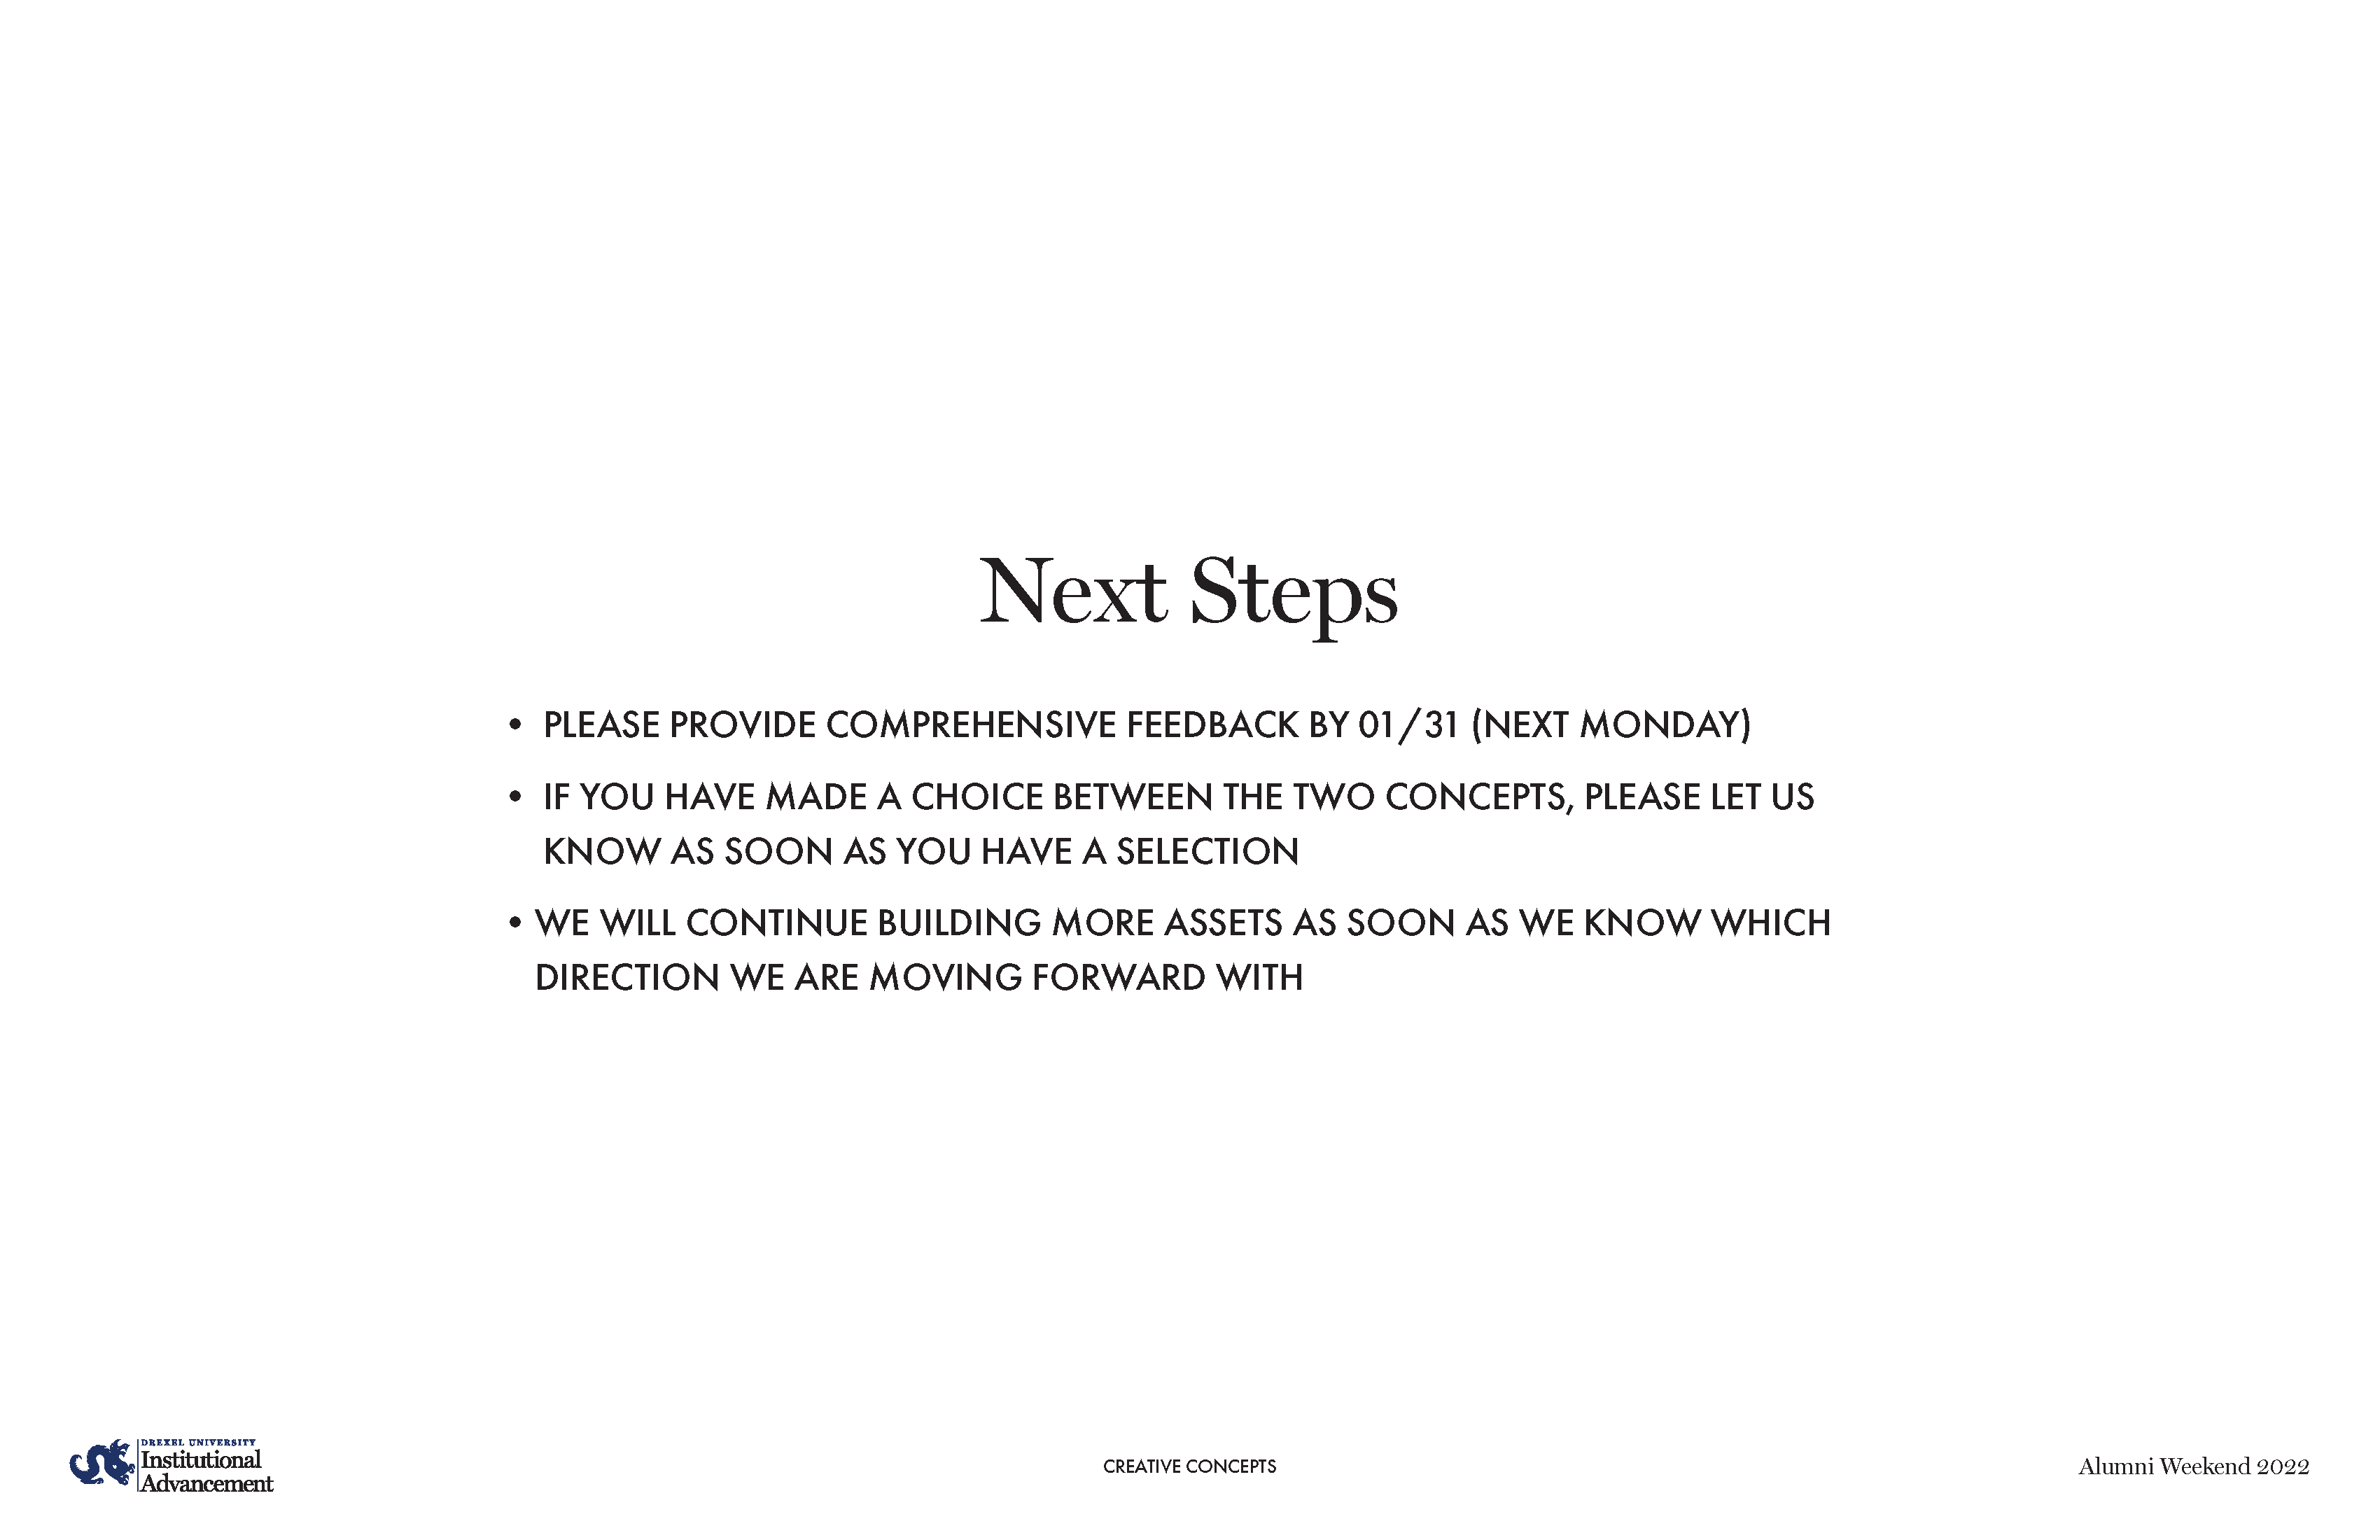 Next Steps
• PLEASE PROVIDE COMPREHENSIVE FEEDBACK BY 01/31 (NEXT MONDAY)
• IF YOU HAVE MADE A CHOICE BETWEEN THE TWO CONCEPTS, PLEASE LET US
KNOW AS SOON AS YOU HAVE A SELECTION
• WE WILL CONTINUE BUILDING MORE ASSETS AS SOON AS WE KNOW WHICH
DIRECTION WE ARE MOVING FORWARD WITH
DREXEL UNIVERSITY
Institutional
Advancement
CREATIVE CONCEPTS
Alumni Weekend 2022